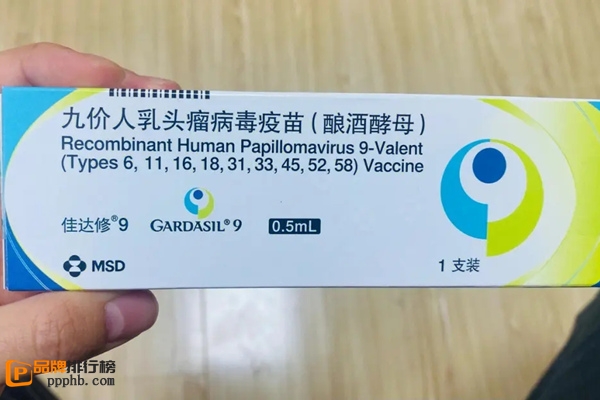 九价人乳头瘤病毒疫苗（酿酒酵母）
Recombinant Human Papillomavirus 9-Valent
(Types 6, 11, 16, 18, 31, 33, 45, 52, 58) Vaccine
佳达修®9 GARDASIL®9 0.5mL
MSD 1 支装
品牌排行榜
ppphb.com